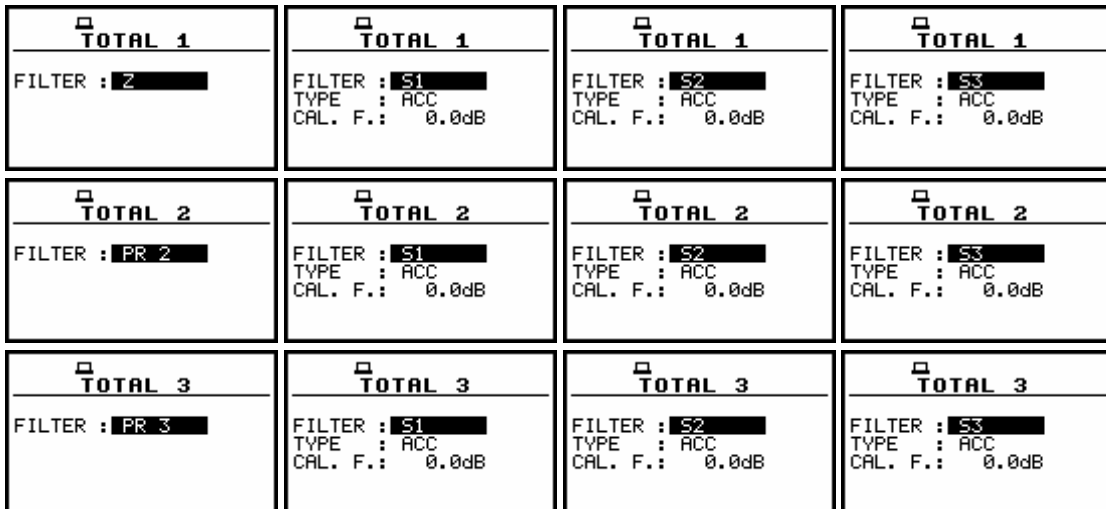 TOTAL 1
FILTER : Z
TOTAL 1
FILTER : S1
TYPE : ACC
CAL. F.: 0.0dB
TOTAL 1
FILTER : S2
TYPE : ACC
CAL. F.: 0.0dB
TOTAL 1
FILTER : S3
TYPE : ACC
CAL. F.: 0.0dB
TOTAL 2
FILTER : PR 2
TOTAL 2
FILTER : S1
TYPE : ACC
CAL. F.: 0.0dB
TOTAL 2
FILTER : S2
TYPE : ACC
CAL. F.: 0.0dB
TOTAL 2
FILTER : S3
TYPE : ACC
CAL. F.: 0.0dB
TOTAL 3
FILTER : PR 3
TOTAL 3
FILTER : S1
TYPE : ACC
CAL. F.: 0.0dB
TOTAL 3
FILTER : S2
TYPE : ACC
CAL. F.: 0.0dB
TOTAL 3
FILTER : S3
TYPE : ACC
CAL. F.: 0.0dB